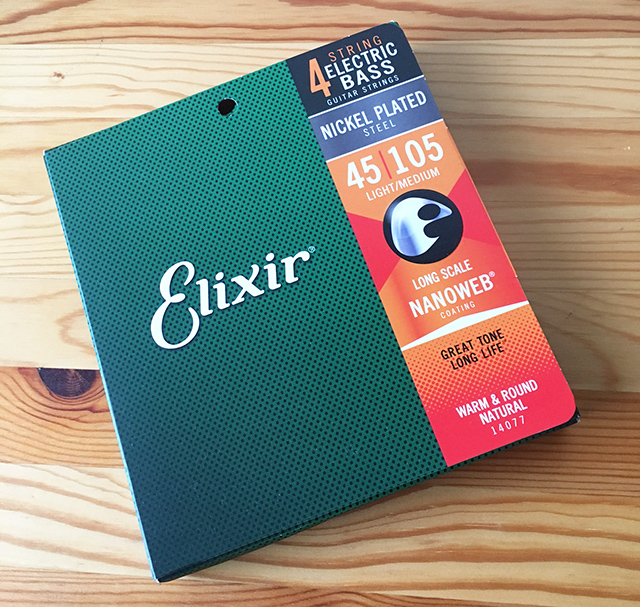 4 STRING
ELECTRIC
BASS
GUITAR STRINGS
NICKEL PLATED
STEEL
45|105
LIGHT/MEDIUM
LONG SCALE
NANOWEB®
COATING
GREAT TONE
LONG LIFE
WARM & ROUND
NATURAL
14077
Elixir®